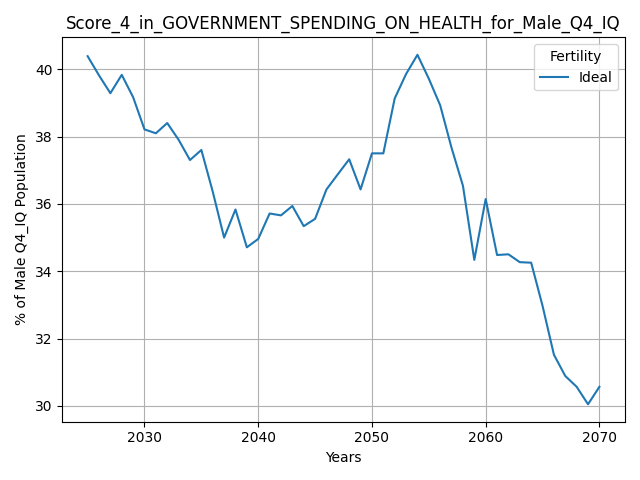 Score_4_in_GOVERNMENT_SPENDING_ON_HEALTH_for_Male_Q4_IQ
Fertility
Ideal
% of Male Q4_IQ Population
40
38
36
34
32
30
2030 2040 2050 2060 2070
Years